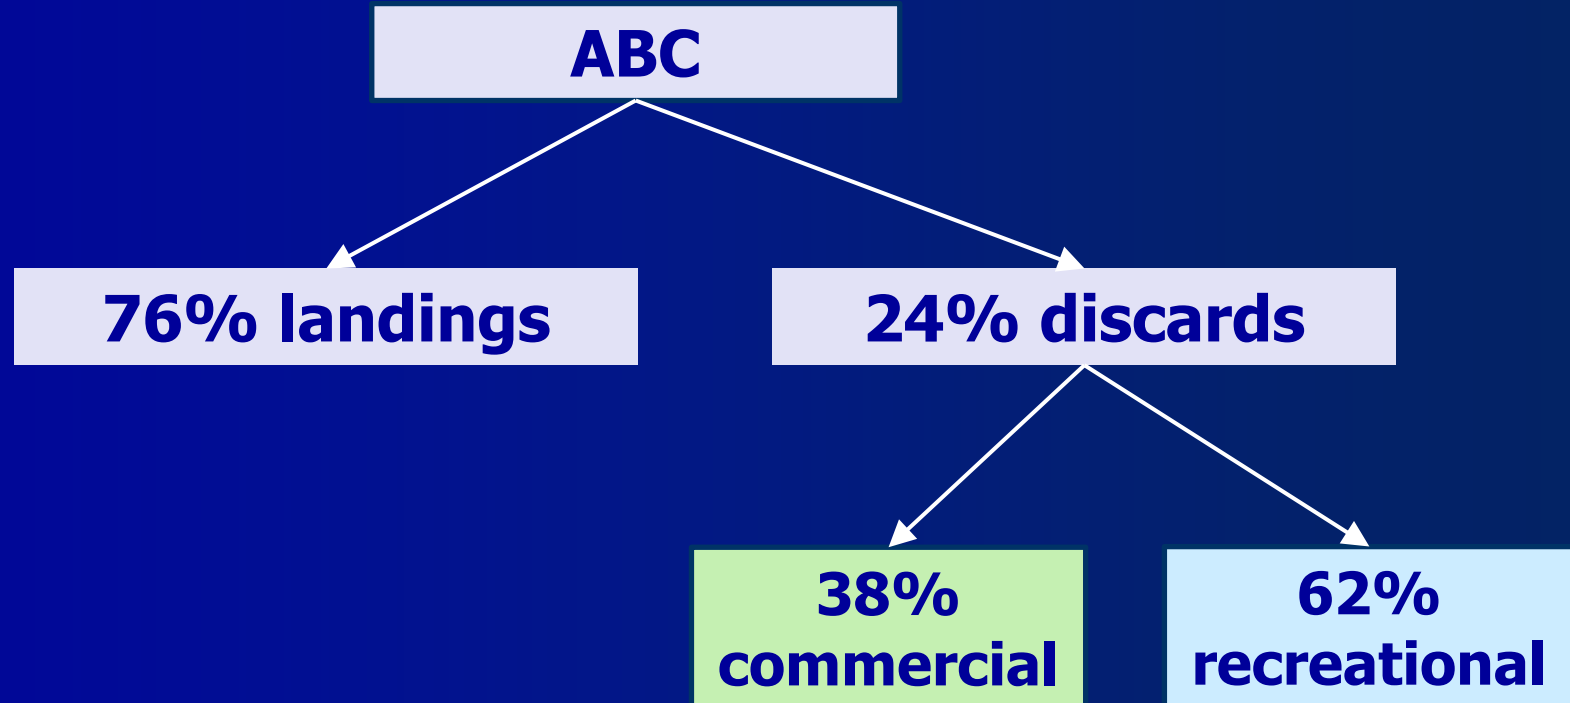 ABC
76% landings
24% discards
38%
commercial
62%
recreational